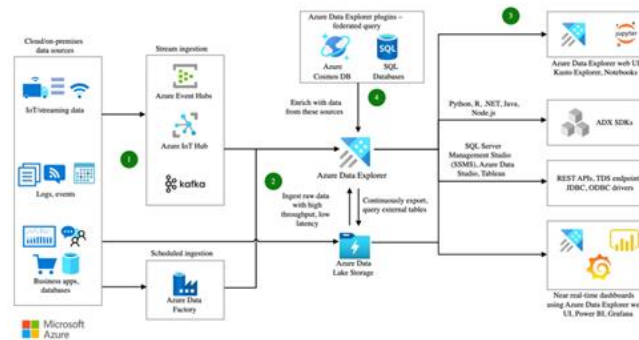 Cloud/on-premises
data sources
IoT/streaming data
Logs, events
Business apps,
databases
Microsoft
Azure
1
Stream ingestion
Azure Event Hubs
Azure IoT Hub
kafka
Scheduled ingestion
Azure Data
Factory
2
Ingest raw data
with high
throughput, low
latency
Azure Data Explorer plugins –
federated query
Azure
Cosmos DB
SQL
SQL
Databases
4
Enrich with data
from these sources
Azure Data Explorer
Continuously export,
query external tables
Azure Data
Lake Storage
3
Python, R, .NET, Java,
Node.js
SQL Server
Management Studio
(SSMS), Azure Data
Studio, Tableau
jupyter
Azure Data Explorer web UI
Kusto Explorer, Notebooks
ADX SDKs
REST APIs, TDS endpoint
JDBC, ODBC drivers
Near real-time dashboards
using Azure Data Explorer we
UI, Power BI, Grafana